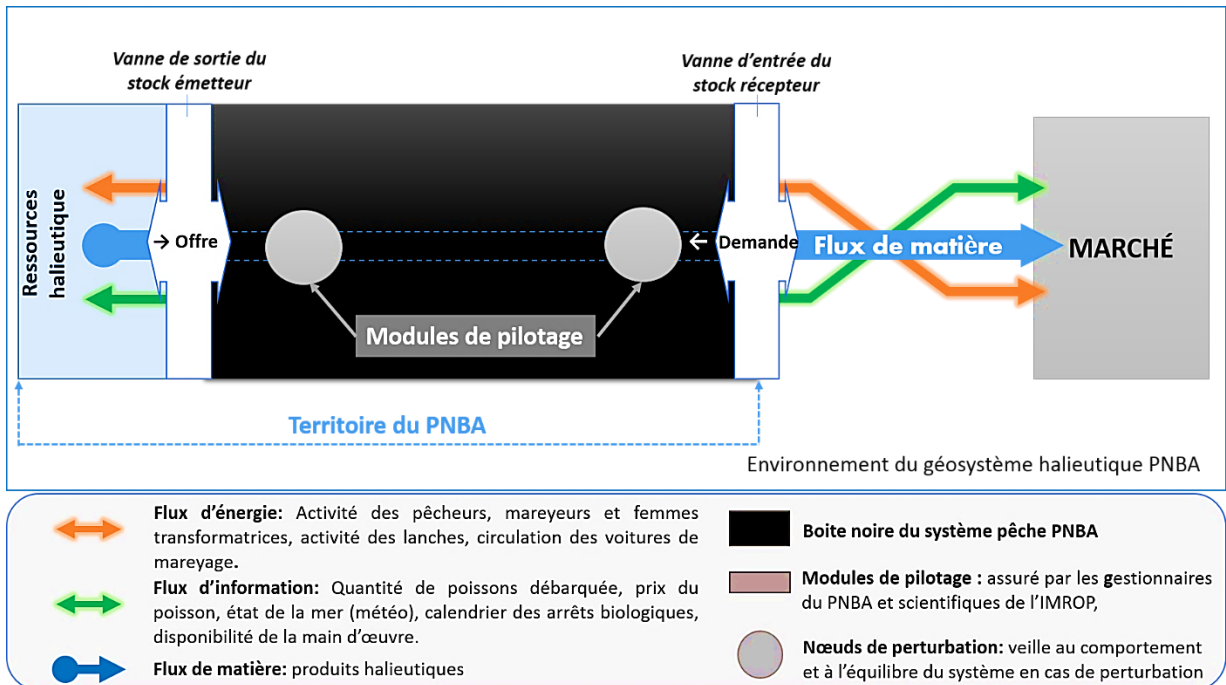 Vanne de sortie du
stock émetteur
Vanne d'entrée du
stock récepteur
Ressources
halieutique
→ Offre
← Demande
Flux de matière
MARCHÉ
Modules de pilotage
Territoire du PNBA
Environnement du géosystème halieutique PNBA
Flux d'énergie: Activité des pêcheurs, mareyeurs et femmes
transformatrices, activité des lanches, circulation des voitures de
mareyage.
Flux d'information: Quantité de poissons débarquée, prix du
poisson, état de la mer (météo), calendrier des arrêts biologiques,
disponibilité de la main d'œuvre.
Flux de matière: produits halieutiques
Boite noire du système pêche PNBA
Modules de pilotage : assuré par les gestionnaires
du PNBA et scientifiques de l'IMROP,
Nœuds de perturbation: veille au comportement
et à l'équilibre du système en cas de perturbation